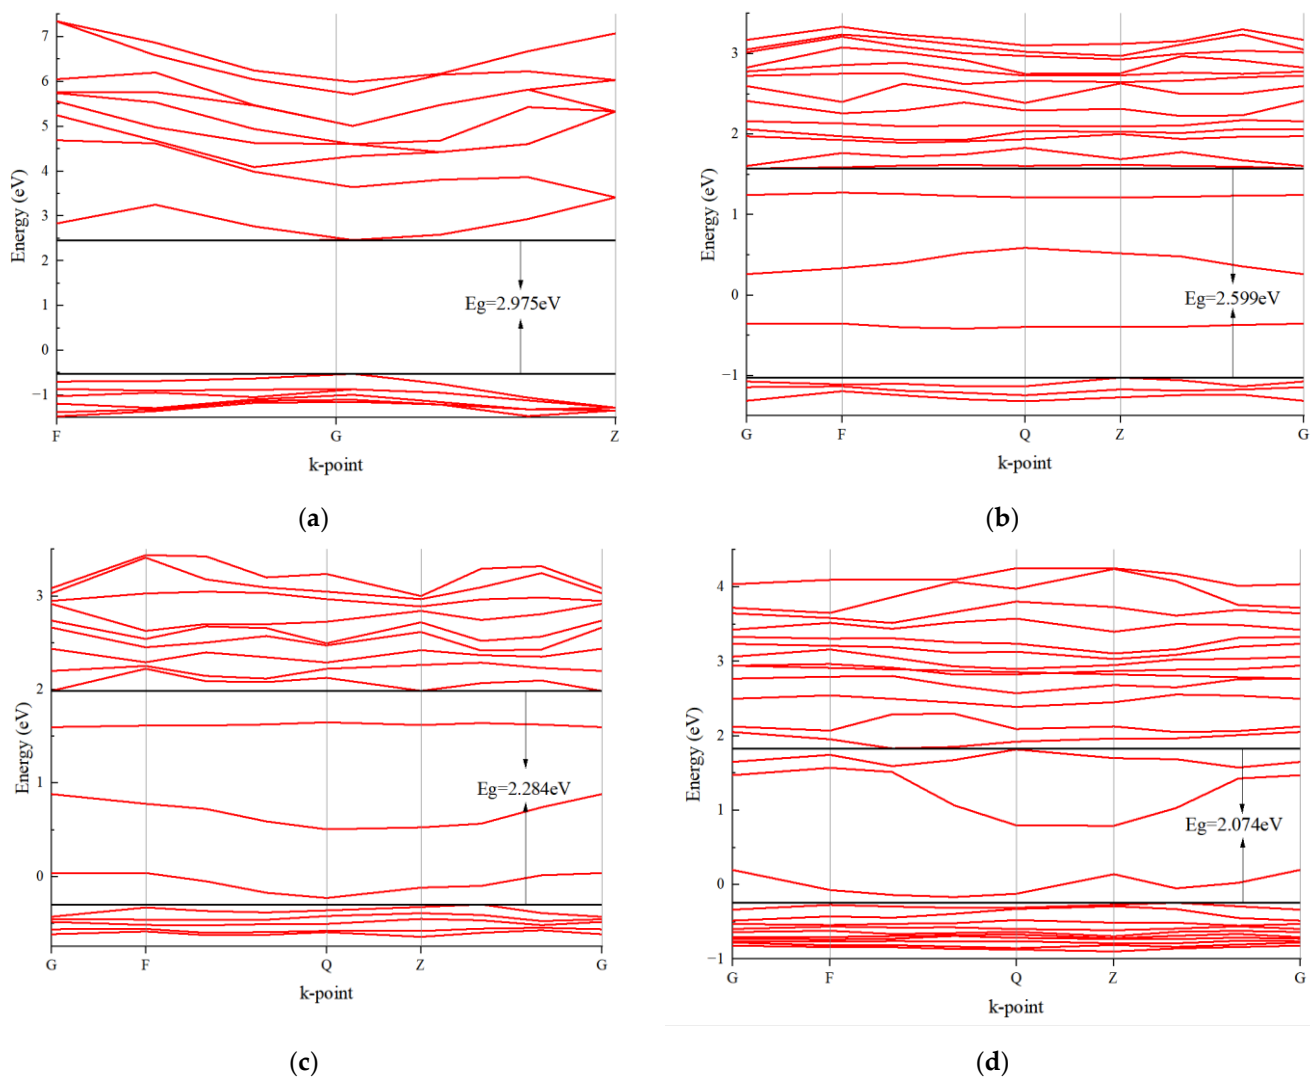 7
6
5
4
3
2
1
0
−1
Energy (eV)
Eg=2.975eV
F G Z
k-point
(a)
3
2
1
0
−1
Energy (eV)
Eg=2.599eV
G F Q Z G
k-point
(b)
3
2
1
0
Energy (eV)
Eg=2.284eV
G F Q Z G
k-point
(c)
4
3
2
1
0
−1
Energy (eV)
Eg=2.074eV
G F Q Z G
k-point
(d)